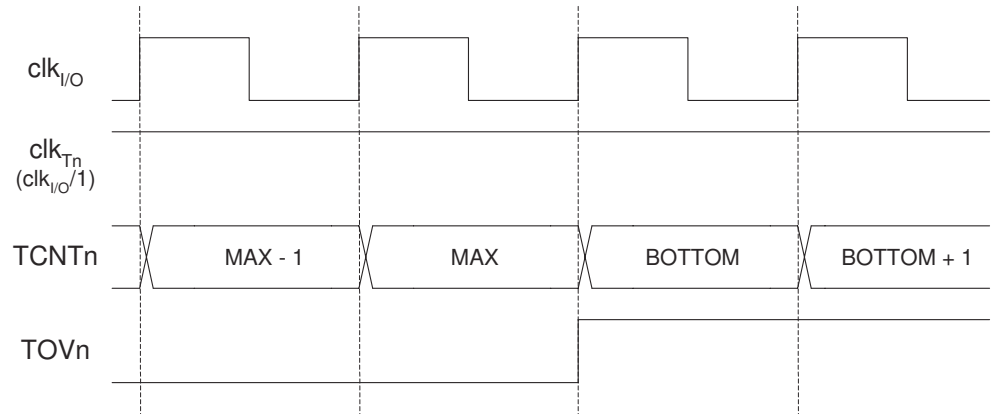 clkI/O
clkTn
(clkI/O/1)
TCNTn
MAX - 1
MAX
BOTTOM
BOTTOM + 1
TOVn